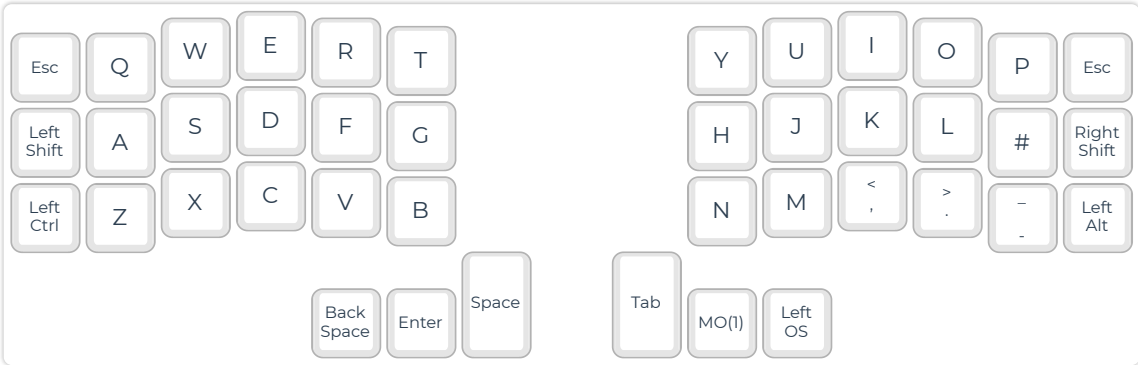 Esc Q W E R T Y U I O P Esc
Left Shift A S D F G H J K L # Right Shift
Left Ctrl Z X C V B N M < , > . _ - Left Alt
Back Space Enter Space Tab MO(1) Left OS